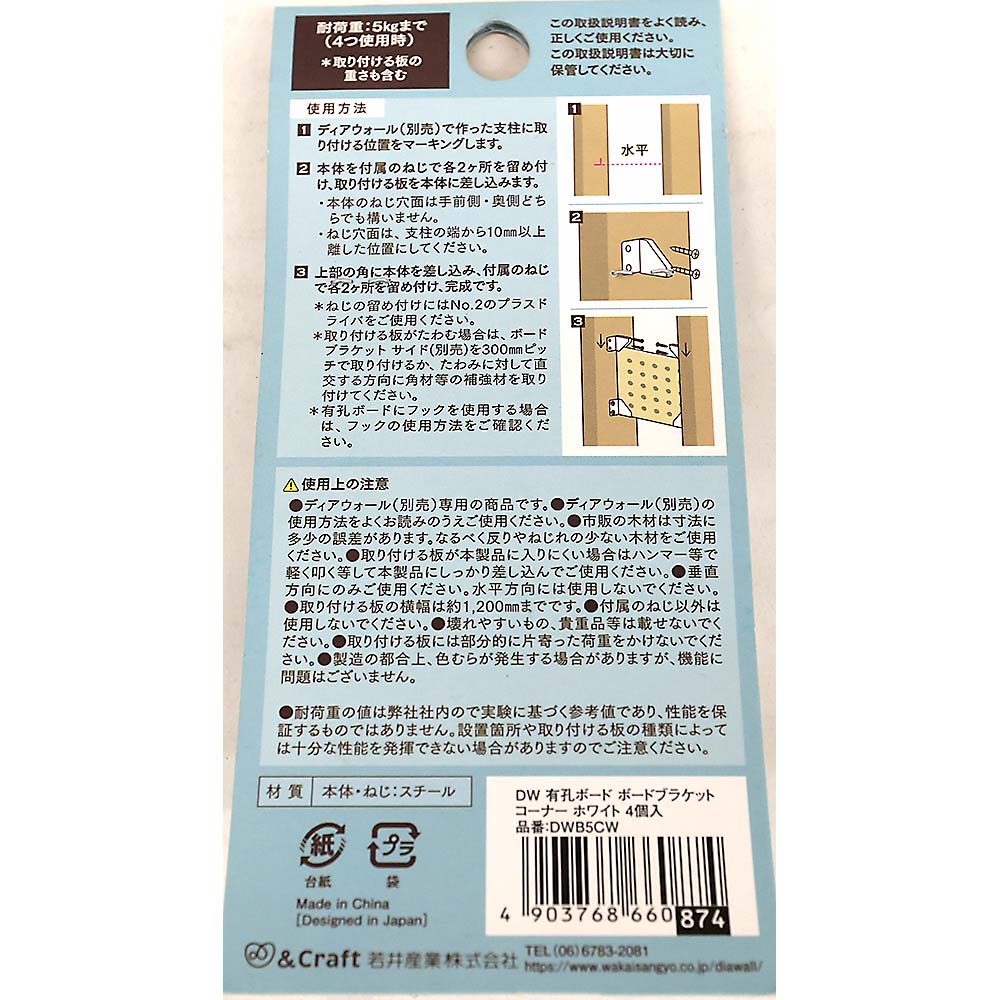 耐荷重:5kgまで
(4つ使用時)
*取り付ける板の
重さも含む
この取扱説明書をよく読み、
正しくご使用ください。
この取扱説明書は大切に
保管してください。
使用方法
1 ディアウォール(別売)で作った支柱に取
り付ける位置をマーキングします。
2 本体を付属のねじで各2ヶ所を留め付
け、取り付ける板を本体に差し込みます。
・本体のねじ穴面は手前側・奥側どち
らでも構いません。
・ねじ穴面は、支柱の端から10mm以上
離した位置にしてください。
3 上部の角に本体を差し込み、付属のねじ
で各2ヶ所を留め付け、完成です。
*ねじの留め付けにはNo.2のプラスド
ライバをご使用ください。
*取り付ける板がたわむ場合は、ボード
ブラケット サイド(別売)を300mmピッ
チで取り付けるか、たわみに対して直
交する方向に角材等の補強材を取り
付けてください。
*有孔ボードにフックを使用する場合
は、フックの使用方法をご確認くださ
い。
1
水平
2
3
使用上の注意
●ディアウォール(別売)専用の商品です。●ディアウォール(別売)の
使用方法をよくお読みのうえご使用ください。●市販の木材は寸法に
多少の誤差があります。なるべく反りやねじれの少ない木材をご使用
ください。●取り付ける板が本製品に入りにくい場合はハンマー等で
軽く叩く等して本製品にしっかり差し込んでご使用ください。●垂直
方向にのみご使用ください。水平方向には使用しないでください。
●取り付ける板の横幅は約1,200mmまでです。●付属のねじ以外は
使用しないでください。●壊れやすいもの、貴重品等は載せないでく
ださい。●取り付ける板には部分的に片寄った荷重をかけないでくだ
さい。●製造の都合上、色むらが発生する場合がありますが、機能に
問題はございません。
●耐荷重の値は弊社社内ので実験に基づく参考値であり、性能を保
証するものではありません。設置箇所や取り付ける板の種類によって
は十分な性能を発揮できない場合がありますのでご注意ください。
材質 本体・ねじ:スチール
紙
台紙
プラ
袋
Made in China
[Designed in Japan]
DW 有孔ボード ボードブラケット
コーナー ホワイト 4個入
品番:DWB5CW
4 903768 660 874
&Craft 若井産業株式会社
TEL(06)6783-2081
https://www.wakaisangyo.co.jp/diawall/